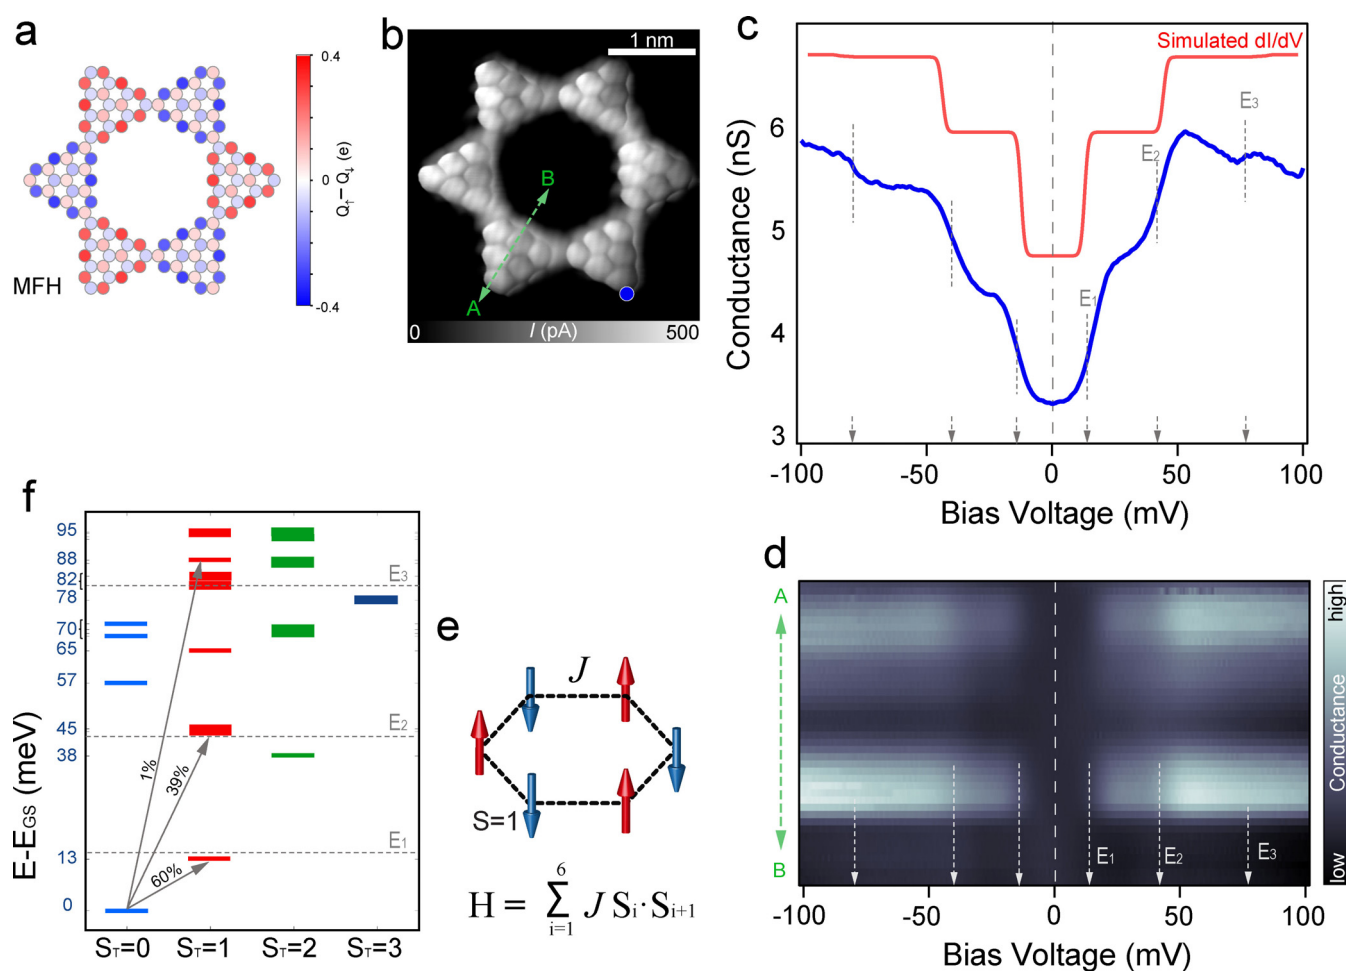 a
MFH
0.4
0.2
0
-0.2
-0.4
Q↑ – Q↓ (e)
b
1 nm
B
A
0 I (pA) 500
c
Simulated dI/dV
E3
E2
E1
6
5
4
3
Conductance (nS)
-100 -50 0 50 100
Bias Voltage (mV)
d
A
B
E1 E2 E3
high
Conductance
low
-100 -50 0 50 100
Bias Voltage (mV)
e
J
S=1
H = 6∑i=1 J Si·Si+1
f
95
88
82
78
70
65
57
45
38
13
0
E-EGS (meV)
E3
E2
E1
1%
39%
60%
ST=0 ST=1 ST=2 ST=3